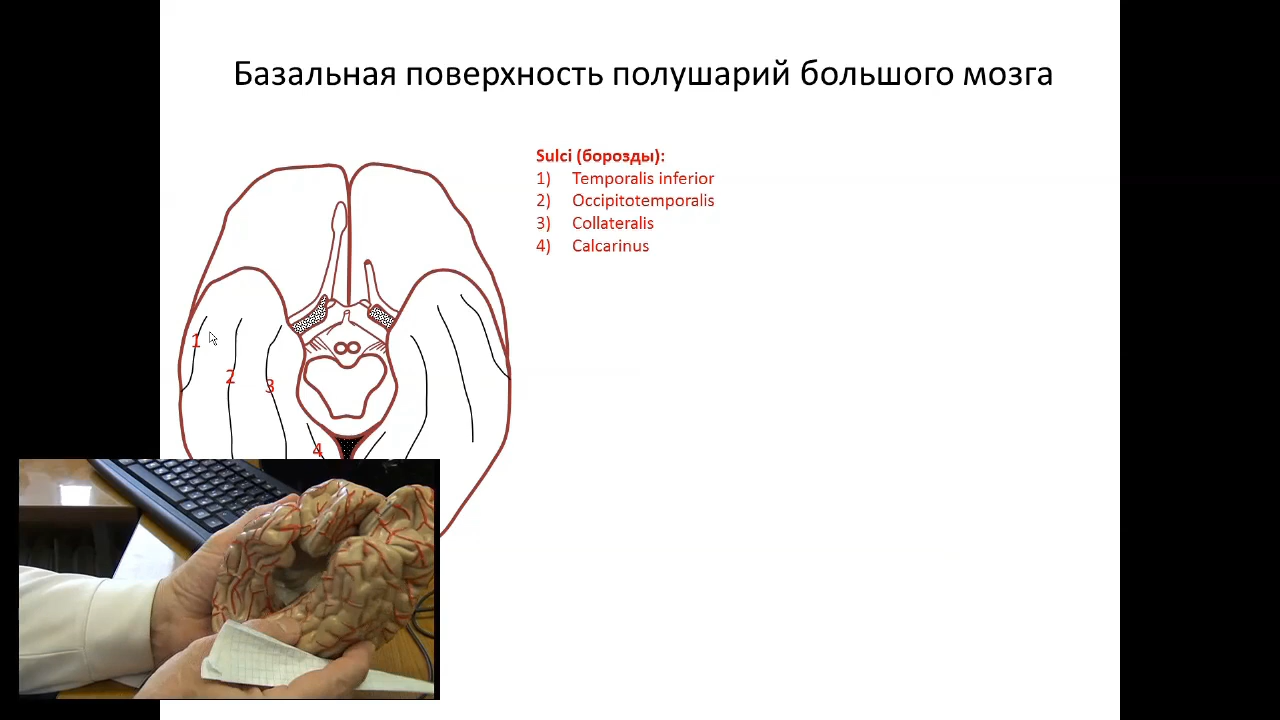 Базальная поверхность полушарий большого мозга
Sulci (борозды):
1) Temporalis inferior
2) Occipitotemporalis
3) Collateralis
4) Calcarinus
1
2
3
4